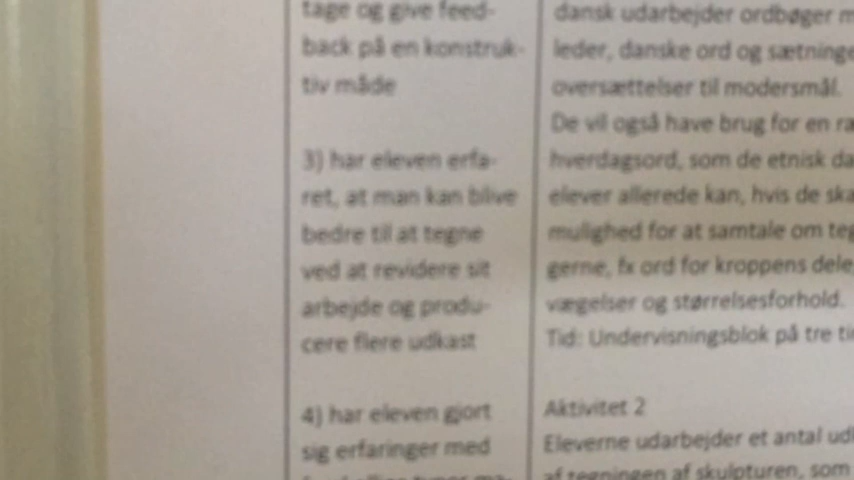 tage og give feed-
back på en konstruk-
tiv måde
3) har eleven erfa-
ret, at man kan blive
bedre til at tegne
ved at revidere sit
arbejde og produ-
cere flere udkast
4) har eleven gjort
sig erfaringer med
dansk udarbejder ordbøger
leder, danske ord og sætninge
oversættelser til modersmål.
De vil også have brug for en
hverdagsord, som de etnisk da
elever allerede kan, hvis de ska
mulighed for at samtale om teg
gerne, fx ord for kroppens dele
vægelser og størrelsesforhold.
Tid: Undervisningsblok på tre ti
Aktivitet 2
Eleverne udarbejder et antal ud
af tegningen af skulpturen, som